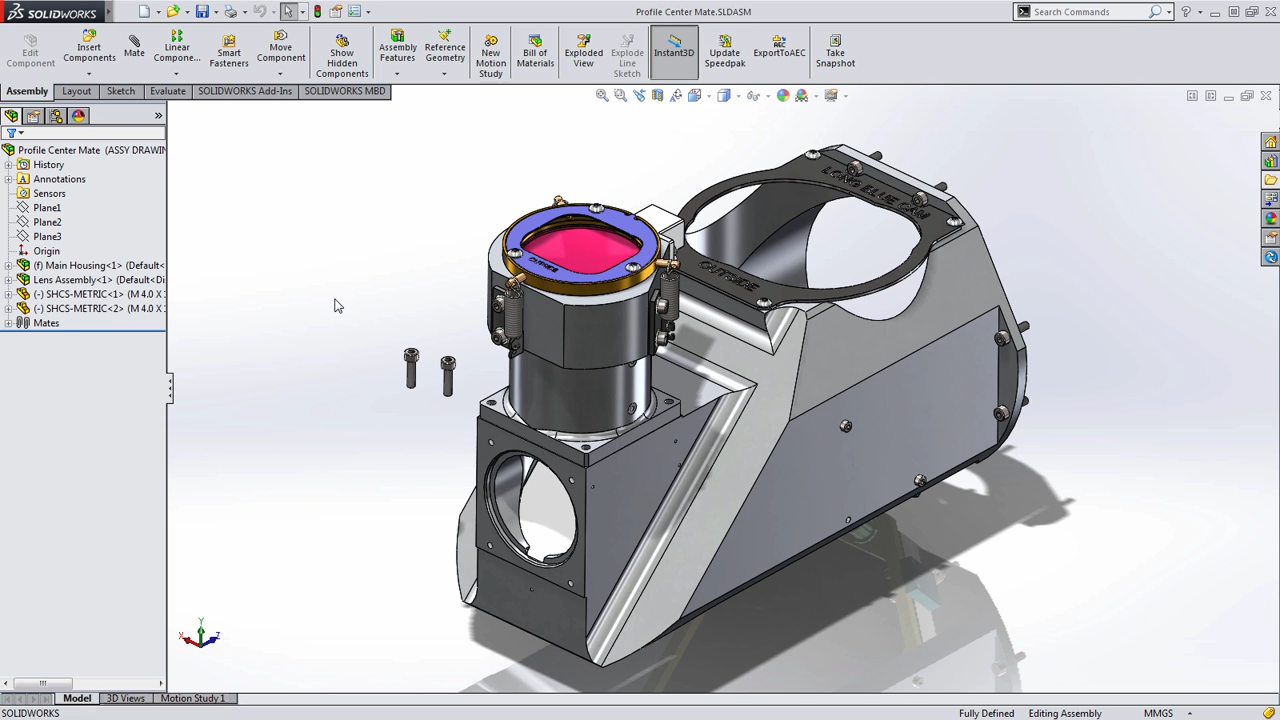 SOLIDWORKS
Profile Center Mate.SLDASM
Search Commands
Edit
Component
Insert
Components
Mate
Linear
Compone...
Smart
Fasteners
Move
Component
Show
Hidden
Components
Assembly
Features
Reference
Geometry
New
Motion
Study
Bill of
Materials
Exploded
View
Explode
Line
Sketch
Instant3D
Update
Speedpak
ExportToAEC
Take
Snapshot
Assembly
Layout
Sketch
Evaluate
SOLIDWORKS Add-Ins
SOLIDWORKS MBD
Profile Center Mate (ASSY DRAWIN
History
Annotations
Sensors
Plane1
Plane2
Plane3
Origin
(f) Main Housing<1> (Default<
Lens Assembly<1> (Default<Di
(-) SHCS-METRIC<1> (M 4.0 X
(-) SHCS-METRIC<2> (M 4.0 X
Mates
LONG BLUE CAM
OUTSIDE
Y
X
Z
Model
3D Views
Motion Study 1
SOLIDWORKS
Fully Defined
Editing Assembly
MMGS